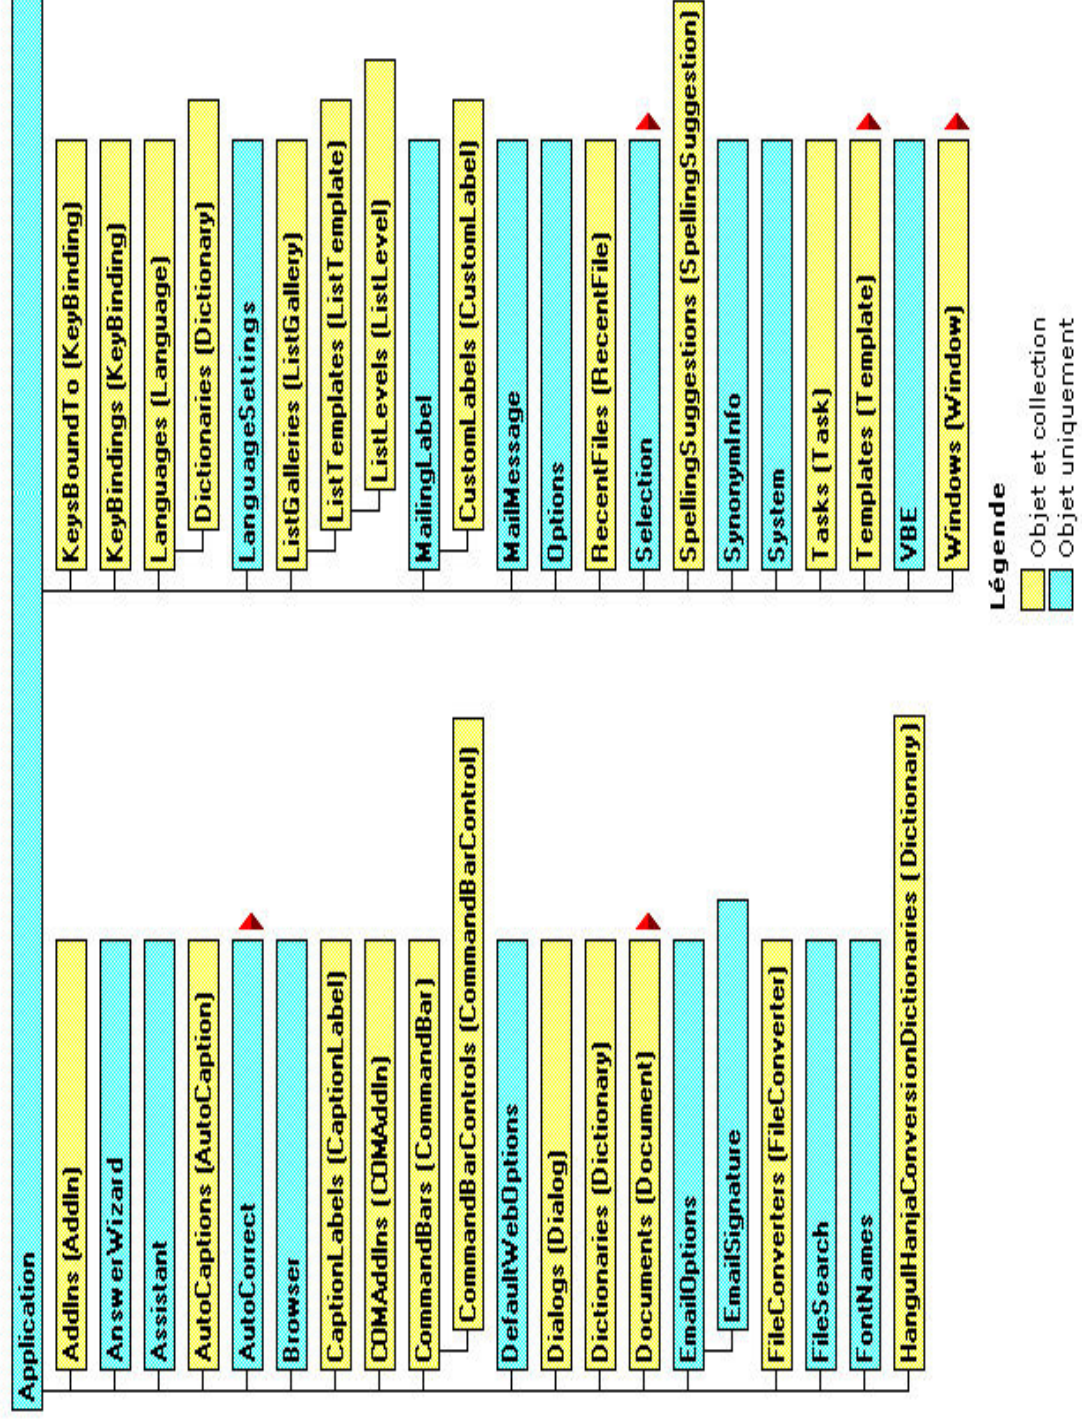 Application
AddIns (AddIn)
AnswerWizard
Assistant
AutoCaptions (AutoCaption)
AutoCorrect
Browser
CaptionLabels (CaptionLabel)
COMAddIns (COMAddIn)
CommandBars (CommandBar)
CommandBarControls (CommandBarControl)
DefaultWebOptions
Dialogs (Dialog)
Dictionaries (Dictionary)
Documents (Document)
EmailOptions
EmailSignature
FileConverters (FileConverter)
FileSearch
FontNames
HangulHanjaConversionDictionaries (Dictionary)
KeysBoundTo (KeyBinding)
KeyBindings (KeyBinding)
Languages (Language)
Dictionaries (Dictionary)
LanguageSettings
ListGalleries (ListGallery)
ListTemplates (ListTemplate)
ListLevels (ListLevel)
MailingLabel
CustomLabels (CustomLabel)
MailMessage
Options
RecentFiles (RecentFile)
Selection
SpellingSuggestions (SpellingSuggestion)
SynonymInfo
System
Tasks (Task)
Templates (Template)
VBE
Windows (Window)
Légende
Objet et collection
Objet uniquement